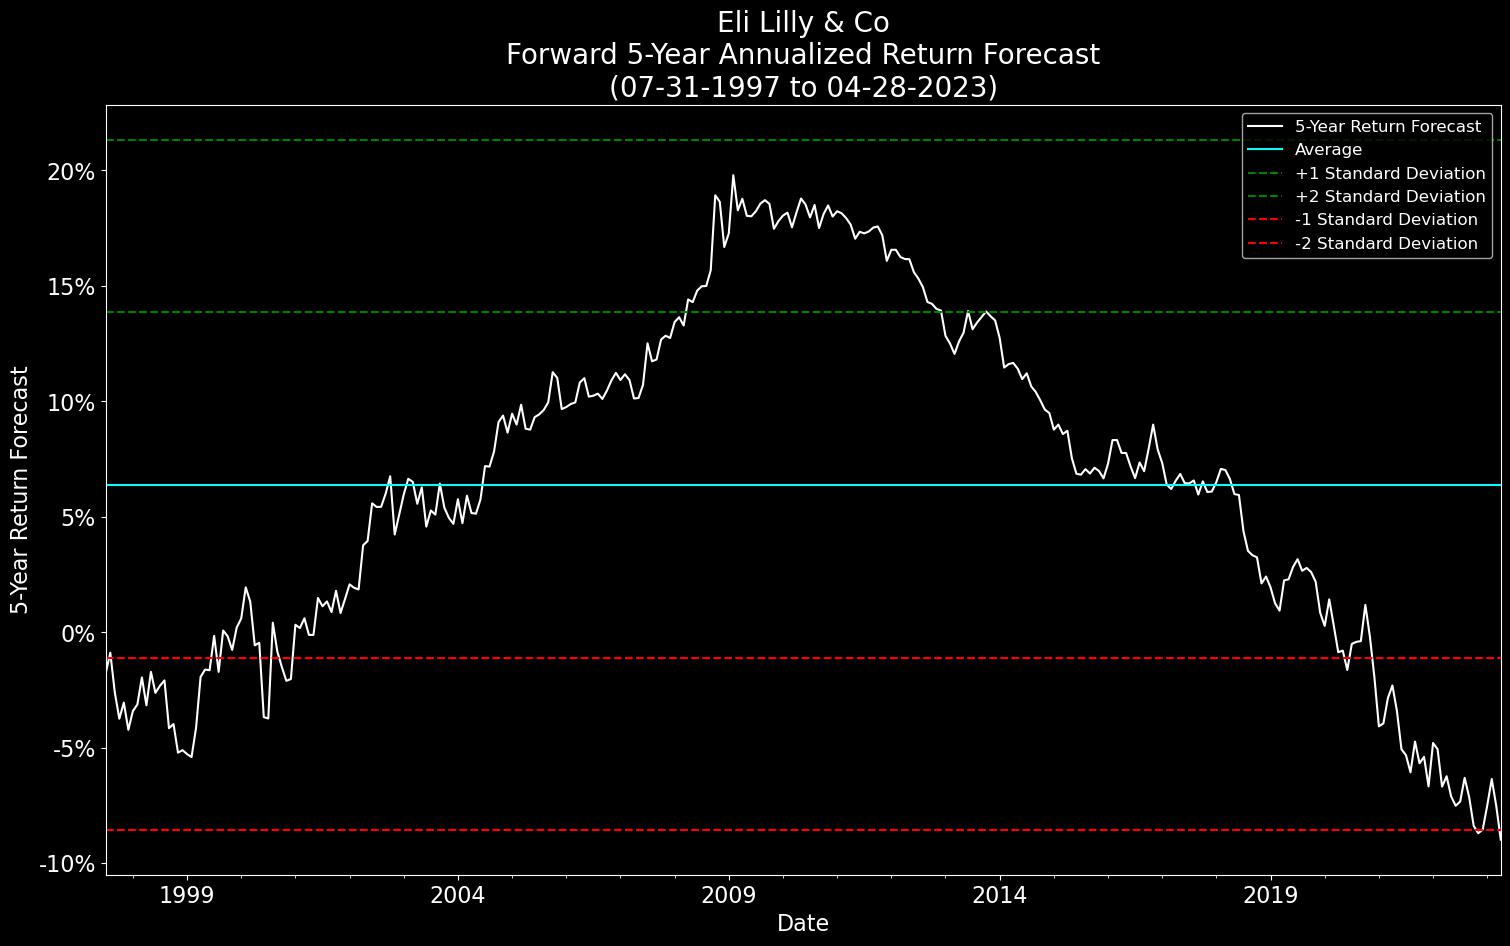 Eli Lilly & Co
Forward 5-Year Annualized Return Forecast
(07-31-1997 to 04-28-2023)
5-Year Return Forecast
Average
+1 Standard Deviation
+2 Standard Deviation
-1 Standard Deviation
-2 Standard Deviation
20%
15%
10%
5%
0%
-5%
-10%
5-Year Return Forecast
1999
2004
2009
2014
2019
Date